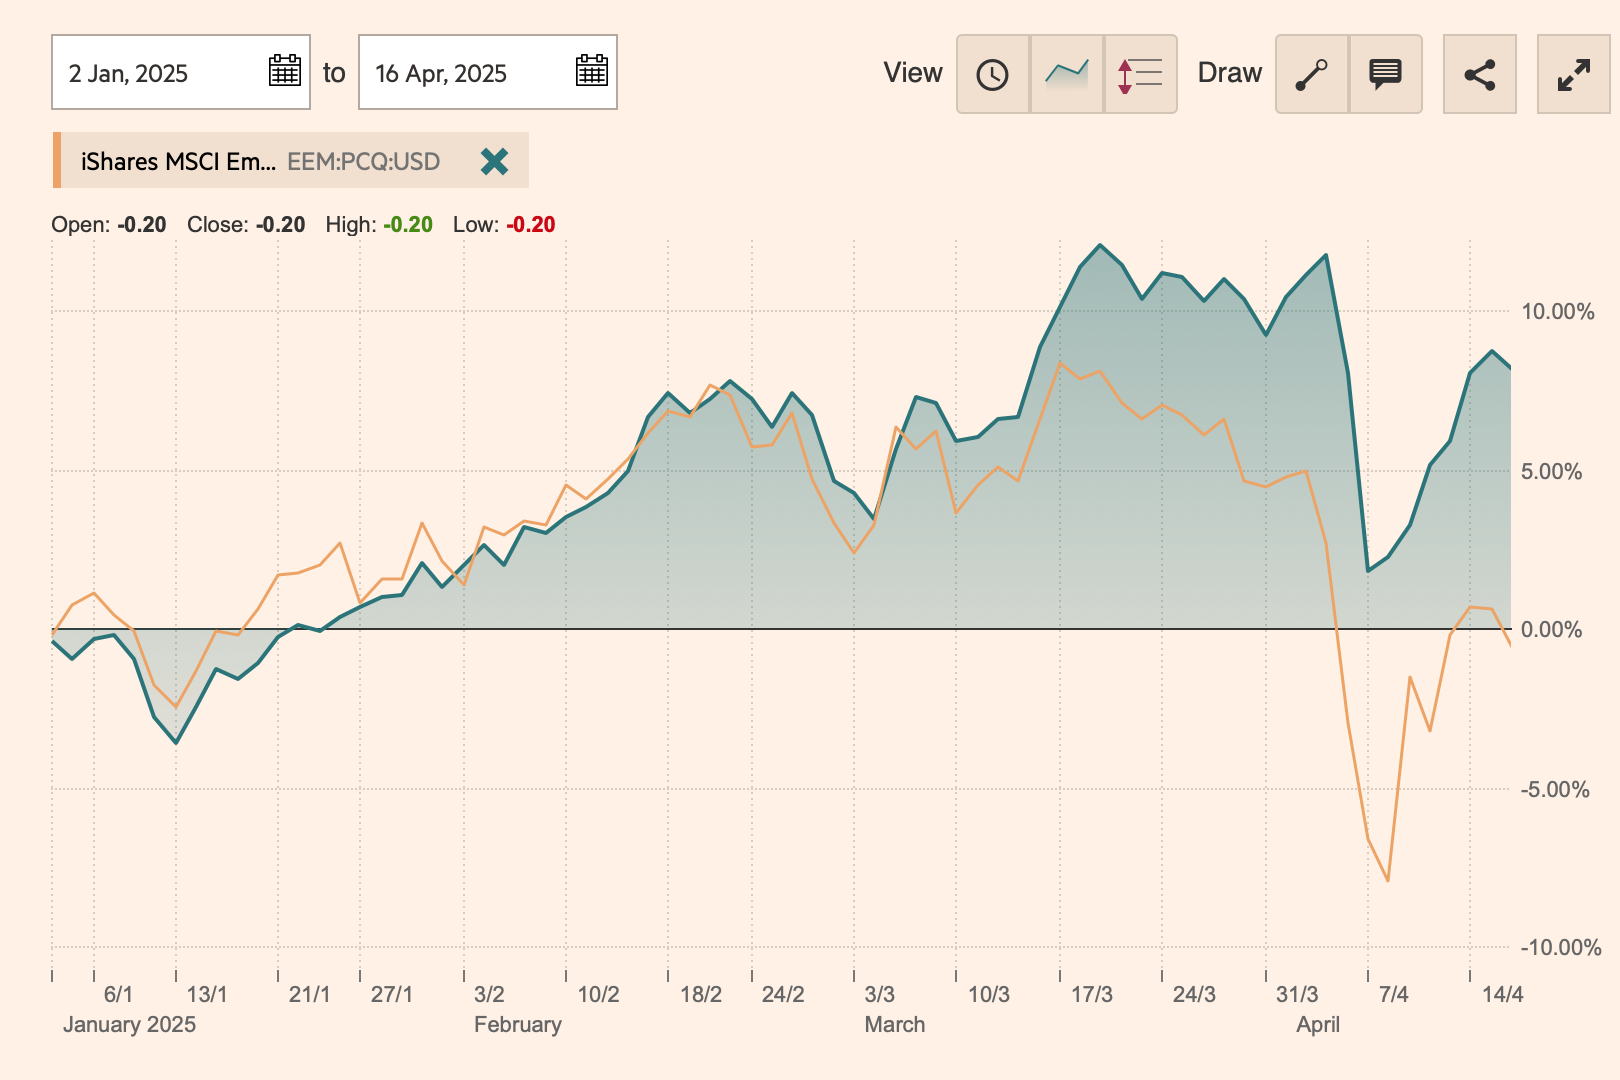 2 Jan, 2025 to 16 Apr, 2025 View Draw
iShares MSCI Em... EEM:PCQ:USD
Open: -0.20 Close: -0.20 High: -0.20 Low: -0.20
10.00%
5.00%
0.00%
-5.00%
-10.00%
6/1 13/1 21/1 27/1 3/2 10/2 18/2 24/2 3/3 10/3 17/3 24/3 31/3 7/4 14/4
January 2025 February March April